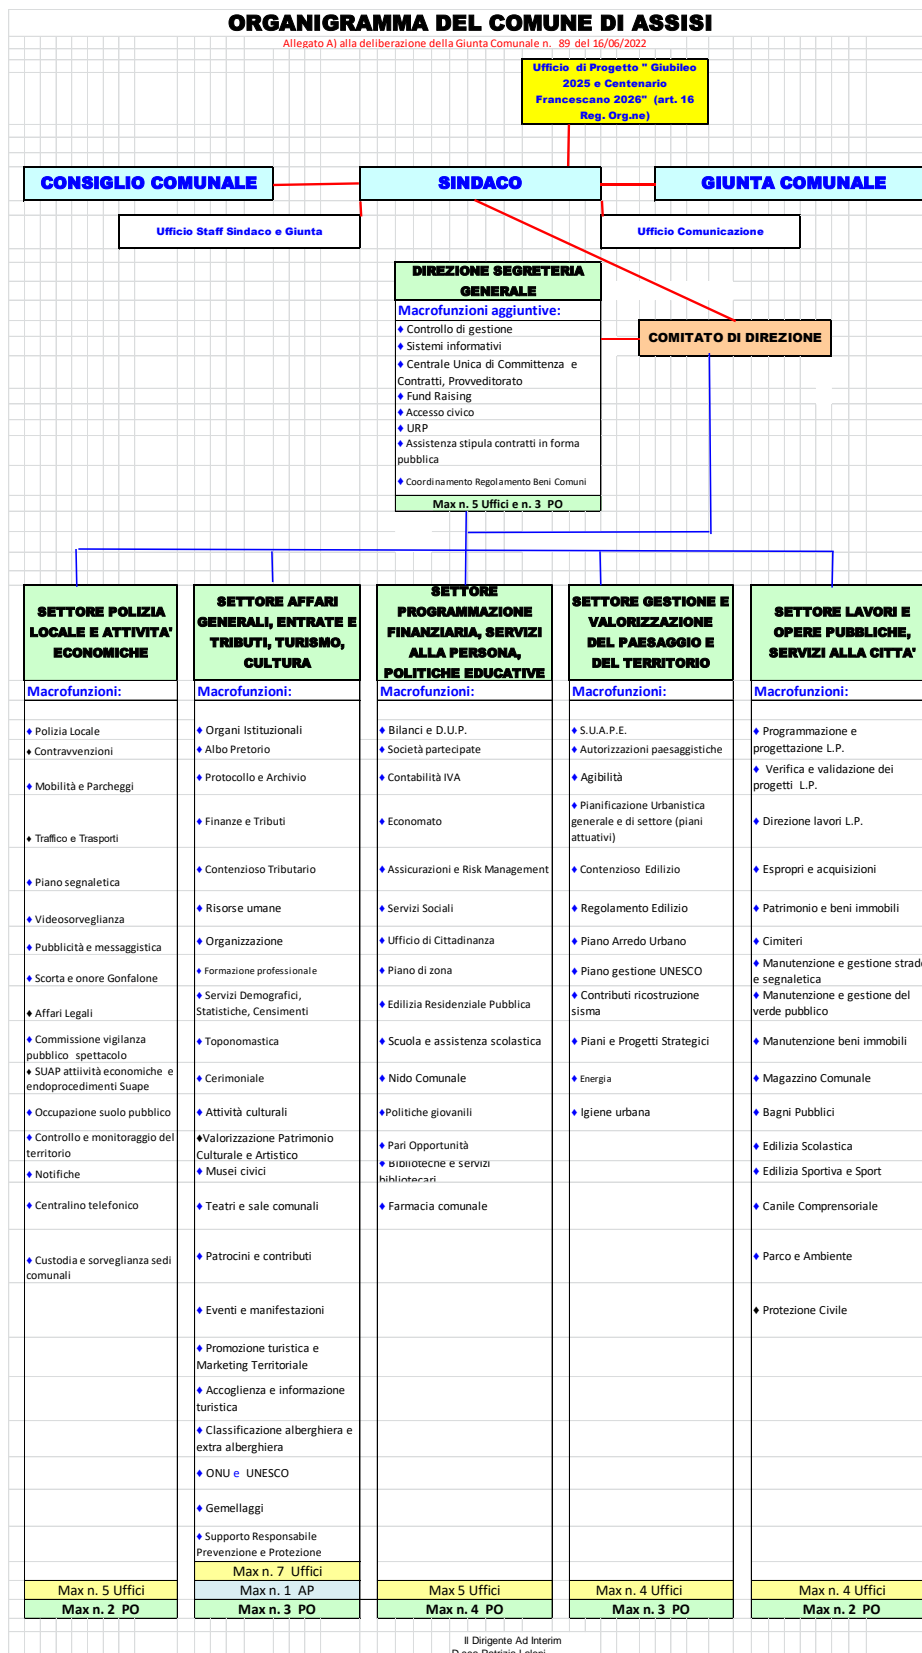 ORGANIGRAMMA DEL COMUNE DI ASSISI
Allegato A) alla deliberazione della Giunta Comunale n. 89 del 16/06/2022
Ufficio di Progetto " Giubileo
2025 e Centenario
Francescano 2026" (art. 16
Reg. Org.ne)
CONSIGLIO COMUNALE
SINDACO
GIUNTA COMUNALE
Ufficio Staff Sindaco e Giunta
Ufficio Comunicazione
DIREZIONE SEGRETERIA
GENERALE
Macrofunzioni aggiuntive:
♦ Controllo di gestione
♦ Sistemi informativi
♦ Centrale Unica di Committenza e
Contratti, Provveditorato
♦ Fund Raising
♦ Accesso civico
♦ URP
♦ Assistenza stipula contratti in forma
pubblica
♦ Coordinamento Regolamento Beni Comuni
Max n. 5 Uffici e n. 3 PO
COMITATO DI DIREZIONE
SETTORE POLIZIA
LOCALE E ATTIVITA'
ECONOMICHE
Macrofunzioni:
♦ Polizia Locale
♦ Contravvenzioni
♦ Mobilità e Parcheggi
♦ Traffico e Trasporti
♦ Piano segnaletica
♦ Videosorveglianza
♦ Pubblicità e messaggistica
♦ Scorta e onore Gonfalone
♦ Affari Legali
♦ Commissione vigilanza
pubblico spettacolo
♦ SUAP attiività economiche e
endoprocedimenti Suape
♦ Occupazione suolo pubblico
♦ Controllo e monitoraggio del
territorio
♦ Notifiche
♦ Centralino telefonico
♦ Custodia e sorveglianza sedi
comunali
Max n. 5 Uffici
Max n. 2 PO
SETTORE AFFARI
GENERALI, ENTRATE E
TRIBUTI, TURISMO,
CULTURA
Macrofunzioni:
♦ Organi Istituzionali
♦ Albo Pretorio
♦ Protocollo e Archivio
♦ Finanze e Tributi
♦ Contenzioso Tributario
♦ Risorse umane
♦ Organizzazione
♦ Formazione professionale
♦ Servizi Demografici,
Statistiche, Censimenti
♦ Toponomastica
♦ Cerimoniale
♦ Attività culturali
♦Valorizzazione Patrimonio
Culturale e Artistico
♦ Musei civici
♦ Teatri e sale comunali
♦ Patrocini e contributi
♦ Eventi e manifestazioni
♦ Promozione turistica e
Marketing Territoriale
♦ Accoglienza e informazione
turistica
♦ Classificazione alberghiera e
extra alberghiera
♦ ONU e UNESCO
♦ Gemellaggi
♦ Supporto Responsabile
Prevenzione e Protezione
Max n. 7 Uffici
Max n. 1 AP
Max n. 3 PO
SETTORE
PROGRAMMAZIONE
FINANZIARIA, SERVIZI
ALLA PERSONA,
POLITICHE EDUCATIVE
Macrofunzioni:
♦ Bilanci e D.U.P.
♦ Società partecipate
♦ Contabilità IVA
♦ Economato
♦ Assicurazioni e Risk Management
♦ Servizi Sociali
♦ Ufficio di Cittadinanza
♦ Piano di zona
♦ Edilizia Residenziale Pubblica
♦ Scuola e assistenza scolastica
♦ Nido Comunale
♦Politiche giovanili
♦ Pari Opportunità
♦ Biblioteche e servizi
bibliotecari
♦ Farmacia comunale
Max 5 Uffici
Max n. 4 PO
SETTORE GESTIONE E
VALORIZZAZIONE
DEL PAESAGGIO E
DEL TERRITORIO
Macrofunzioni:
♦ S.U.A.P.E.
♦ Autorizzazioni paesaggistiche
♦ Agibilità
♦ Pianificazione Urbanistica
generale e di settore (piani
attuativi)
♦ Contenzioso Edilizio
♦ Regolamento Edilizio
♦ Piano Arredo Urbano
♦ Piano gestione UNESCO
♦ Contributi ricostruzione
sisma
♦ Piani e Progetti Strategici
♦ Energia
♦ Igiene urbana
Max n. 4 Uffici
Max n. 3 PO
SETTORE LAVORI E
OPERE PUBBLICHE,
SERVIZI ALLA CITTA'
Macrofunzioni:
♦ Programmazione e
progettazione L.P.
♦ Verifica e validazione dei
progetti L.P.
♦ Direzione lavori L.P.
♦ Espropri e acquisizioni
♦ Patrimonio e beni immobili
♦ Cimiteri
♦ Manutenzione e gestione strade
e segnaletica
♦ Manutenzione e gestione del
verde pubblico
♦ Manutenzione beni immobili
♦ Magazzino Comunale
♦ Bagni Pubblici
♦ Edilizia Scolastica
♦ Edilizia Sportiva e Sport
♦ Canile Comprensoriale
♦ Parco e Ambiente
♦ Protezione Civile
Max n. 4 Uffici
Max n. 2 PO
Il Dirigente Ad Interim